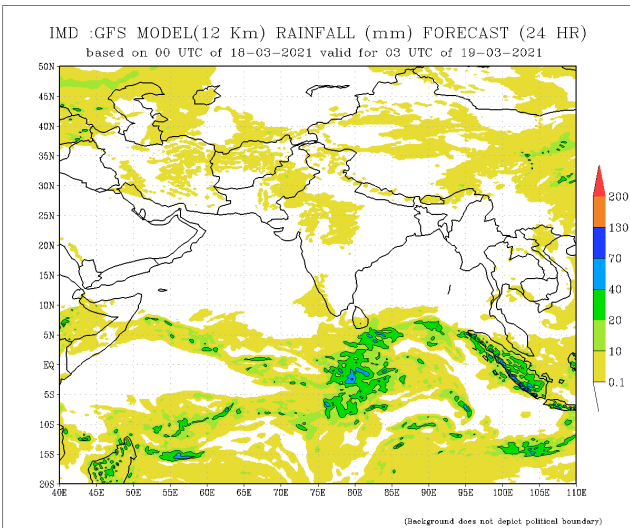 IMD :GFS MODEL(12 Km) RAINFALL (mm) FORECAST (24 HR)
based on 00 UTC of 18-03-2021 valid for 03 UTC of 19-03-2021
50N
45N
40N
35N
30N
25N
20N
15N
10N
5N
EQ
5S
10S
15S
20S
40E 45E 50E 55E 60E 65E 70E 75E 80E 85E 90E 95E 100E 105E 110E
200
130
70
40
20
10
0.1
(Background does not depict political boundary)